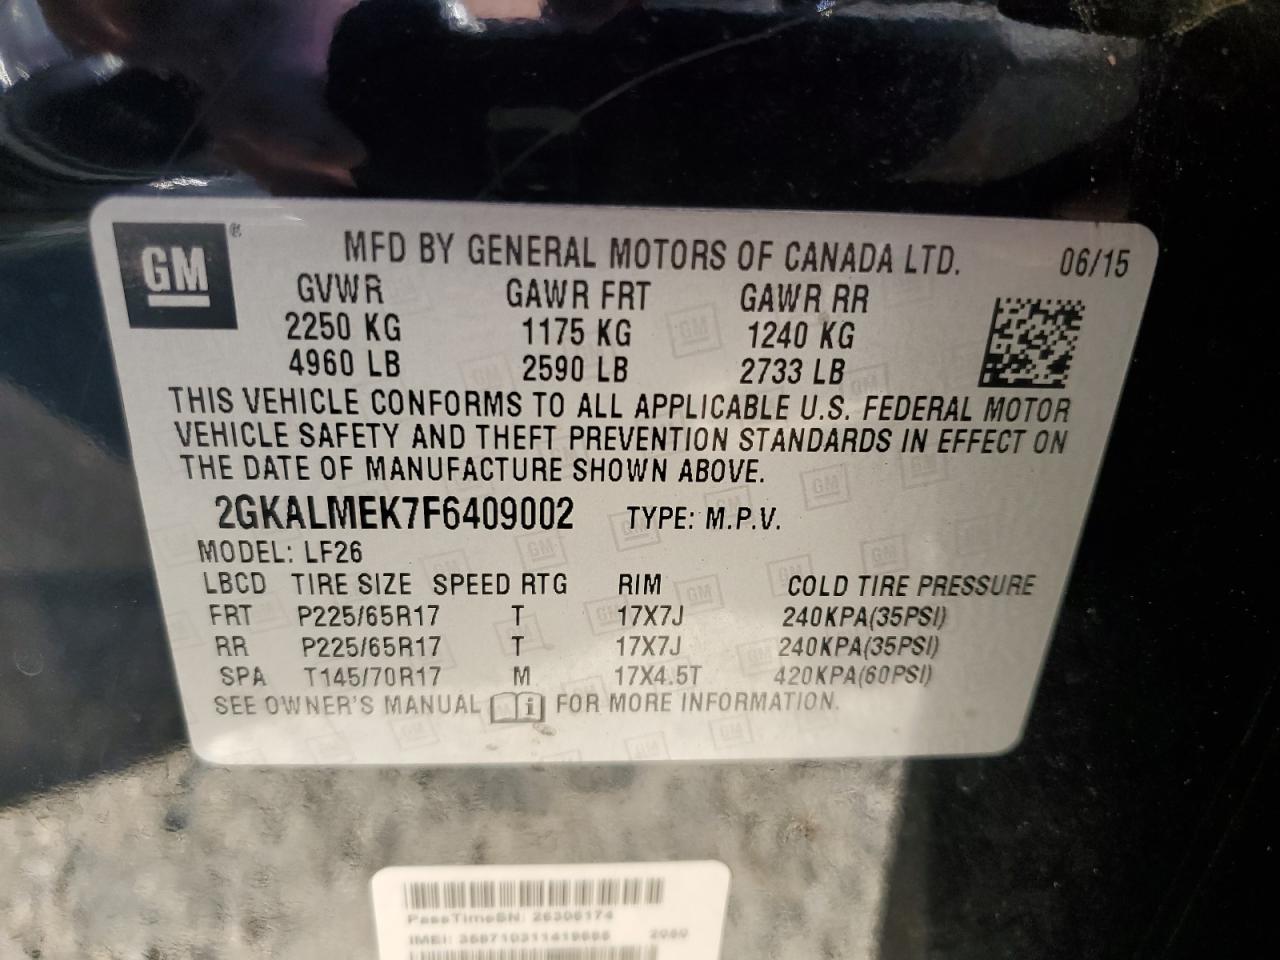 GM ® MFD BY GENERAL MOTORS OF CANADA LTD. 06/15
GVWR GAWR FRT GAWR RR
2250 KG 1175 KG 1240 KG
4960 LB 2590 LB 2733 LB
THIS VEHICLE CONFORMS TO ALL APPLICABLE U.S. FEDERAL MOTOR
VEHICLE SAFETY AND THEFT PREVENTION STANDARDS IN EFFECT ON
THE DATE OF MANUFACTURE SHOWN ABOVE.
2GKALMEK7F6409002 TYPE: M.P.V.
MODEL: LF26
LBCD TIRE SIZE SPEED RTG RIM COLD TIRE PRESSURE
FRT P225/65R17 T 17X7J 240KPA(35PSI)
RR P225/65R17 T 17X7J 240KPA(35PSI)
SPA T145/70R17 M 17X4.5T 420KPA(60PSI)
SEE OWNER'S MANUAL i FOR MORE INFORMATION.
PassTimeSN: 26306174
IMEI: